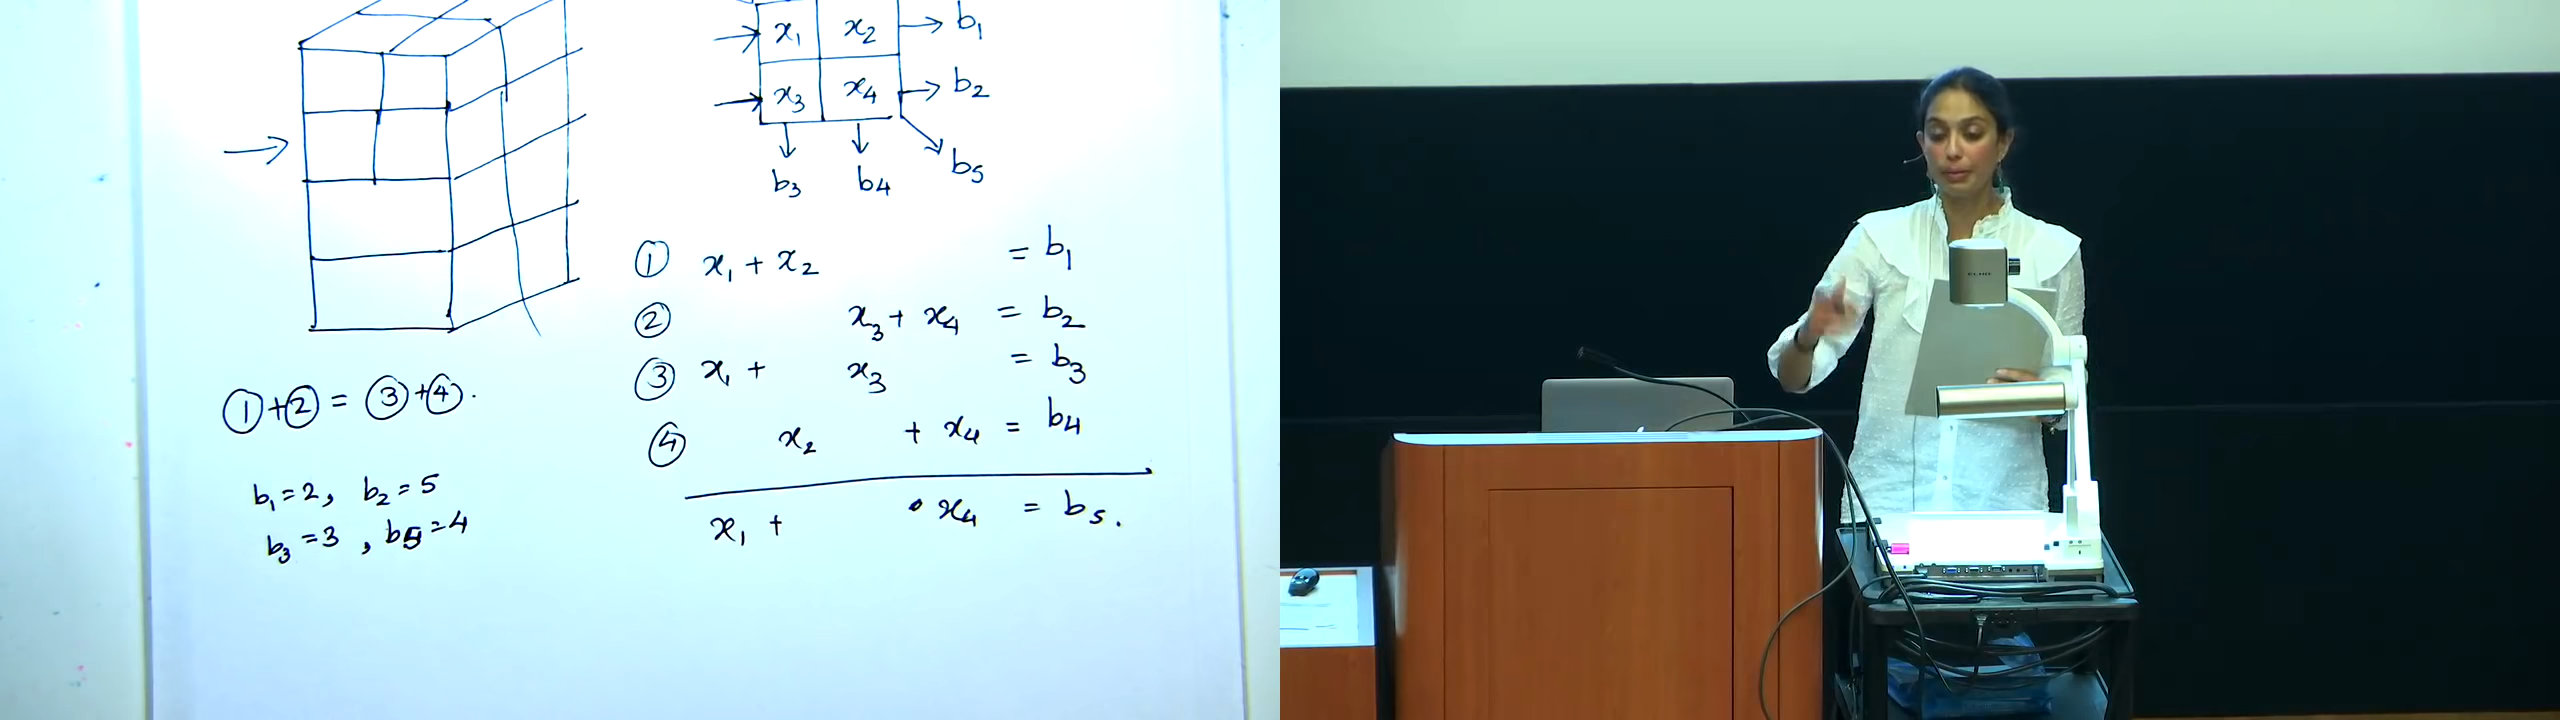 x₁ x₂ → b₁
x₃ x₄ → b₂
b₃ b₄ b₅
① x₁ + x₂ = b₁
② x₃ + x₄ = b₂
③ x₁ + x₃ = b₃
④ x₂ + x₄ = b₄
x₁ + x₄ = b₅.
①+② = ③+④.
b₁=2, b₂=5
b₃=3, b₅=4